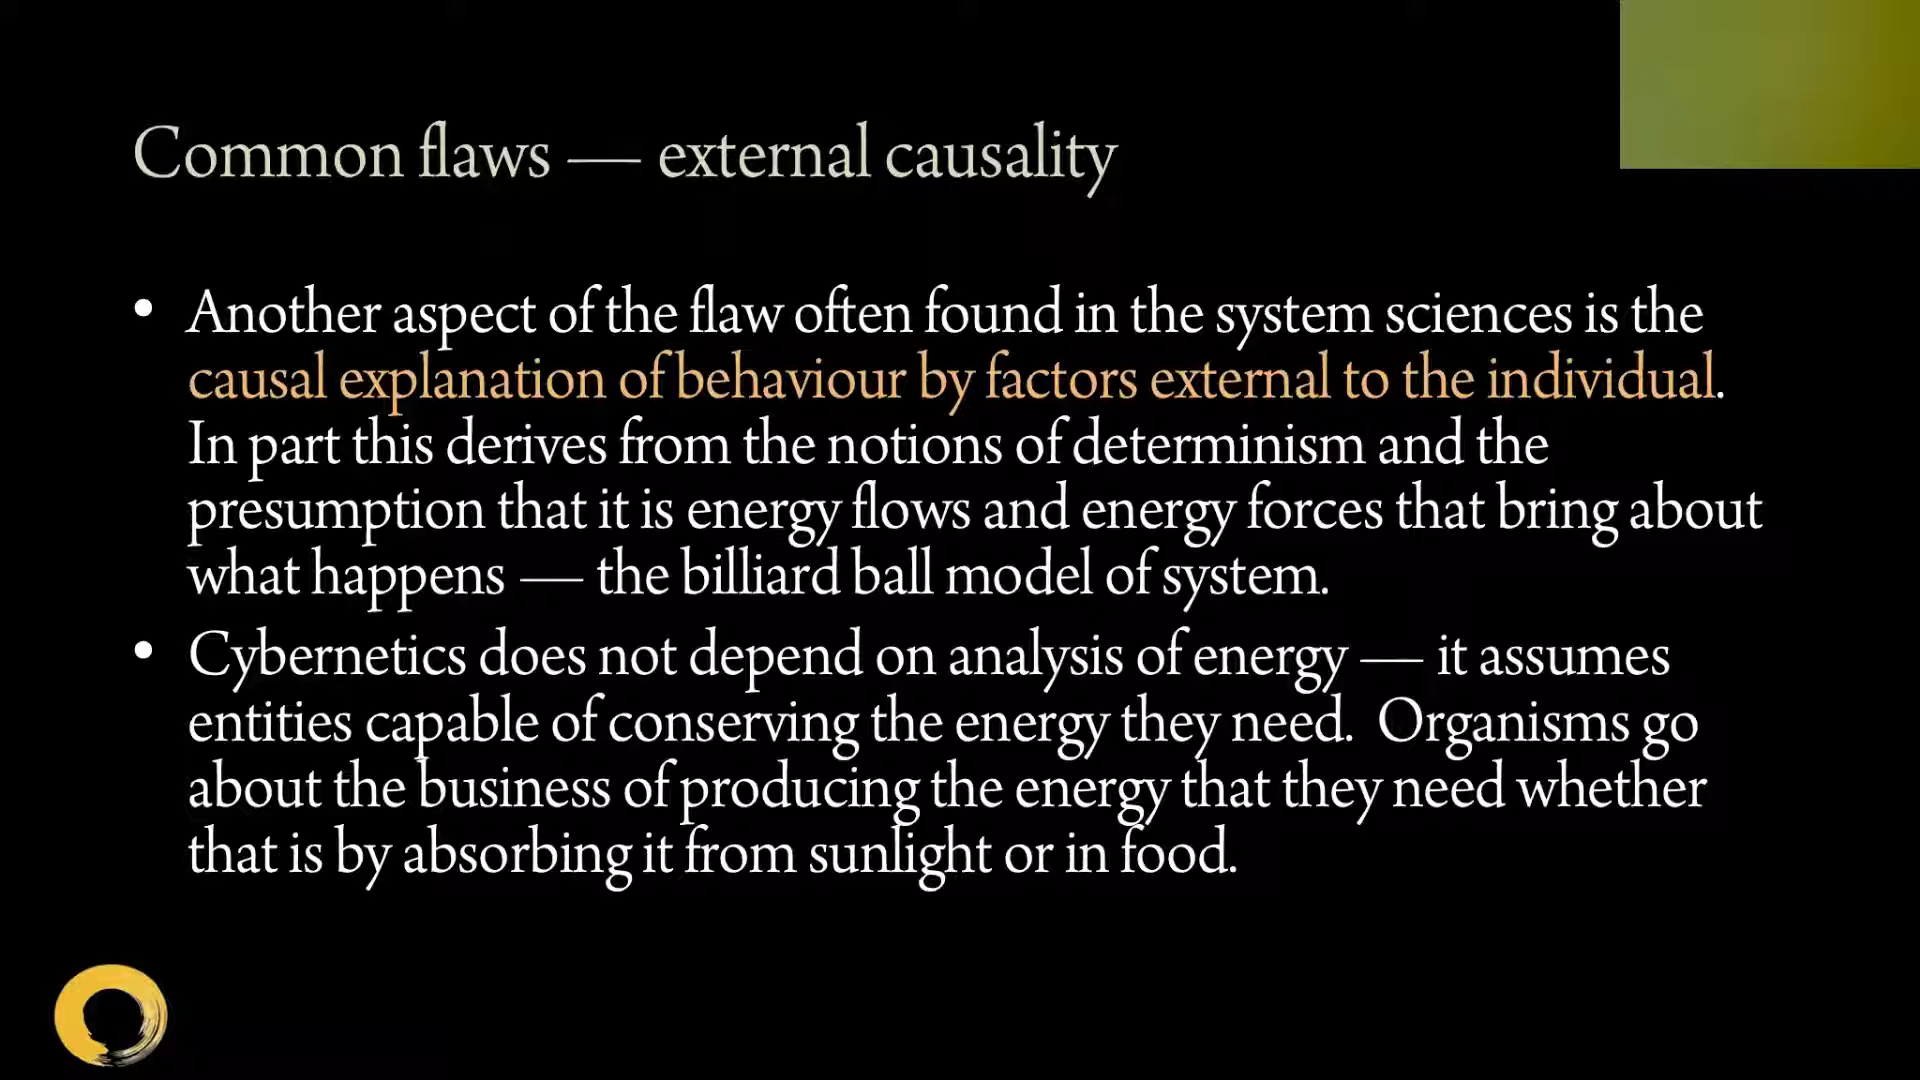 Common flaws — external causality
• Another aspect of the flaw often found in the system sciences is the
causal explanation of behaviour by factors external to the individual.
In part this derives from the notions of determinism and the
presumption that it is energy flows and energy forces that bring about
what happens — the billiard ball model of system.
• Cybernetics does not depend on analysis of energy — it assumes
entities capable of conserving the energy they need.  Organisms go
about the business of producing the energy that they need whether
that is by absorbing it from sunlight or in food.